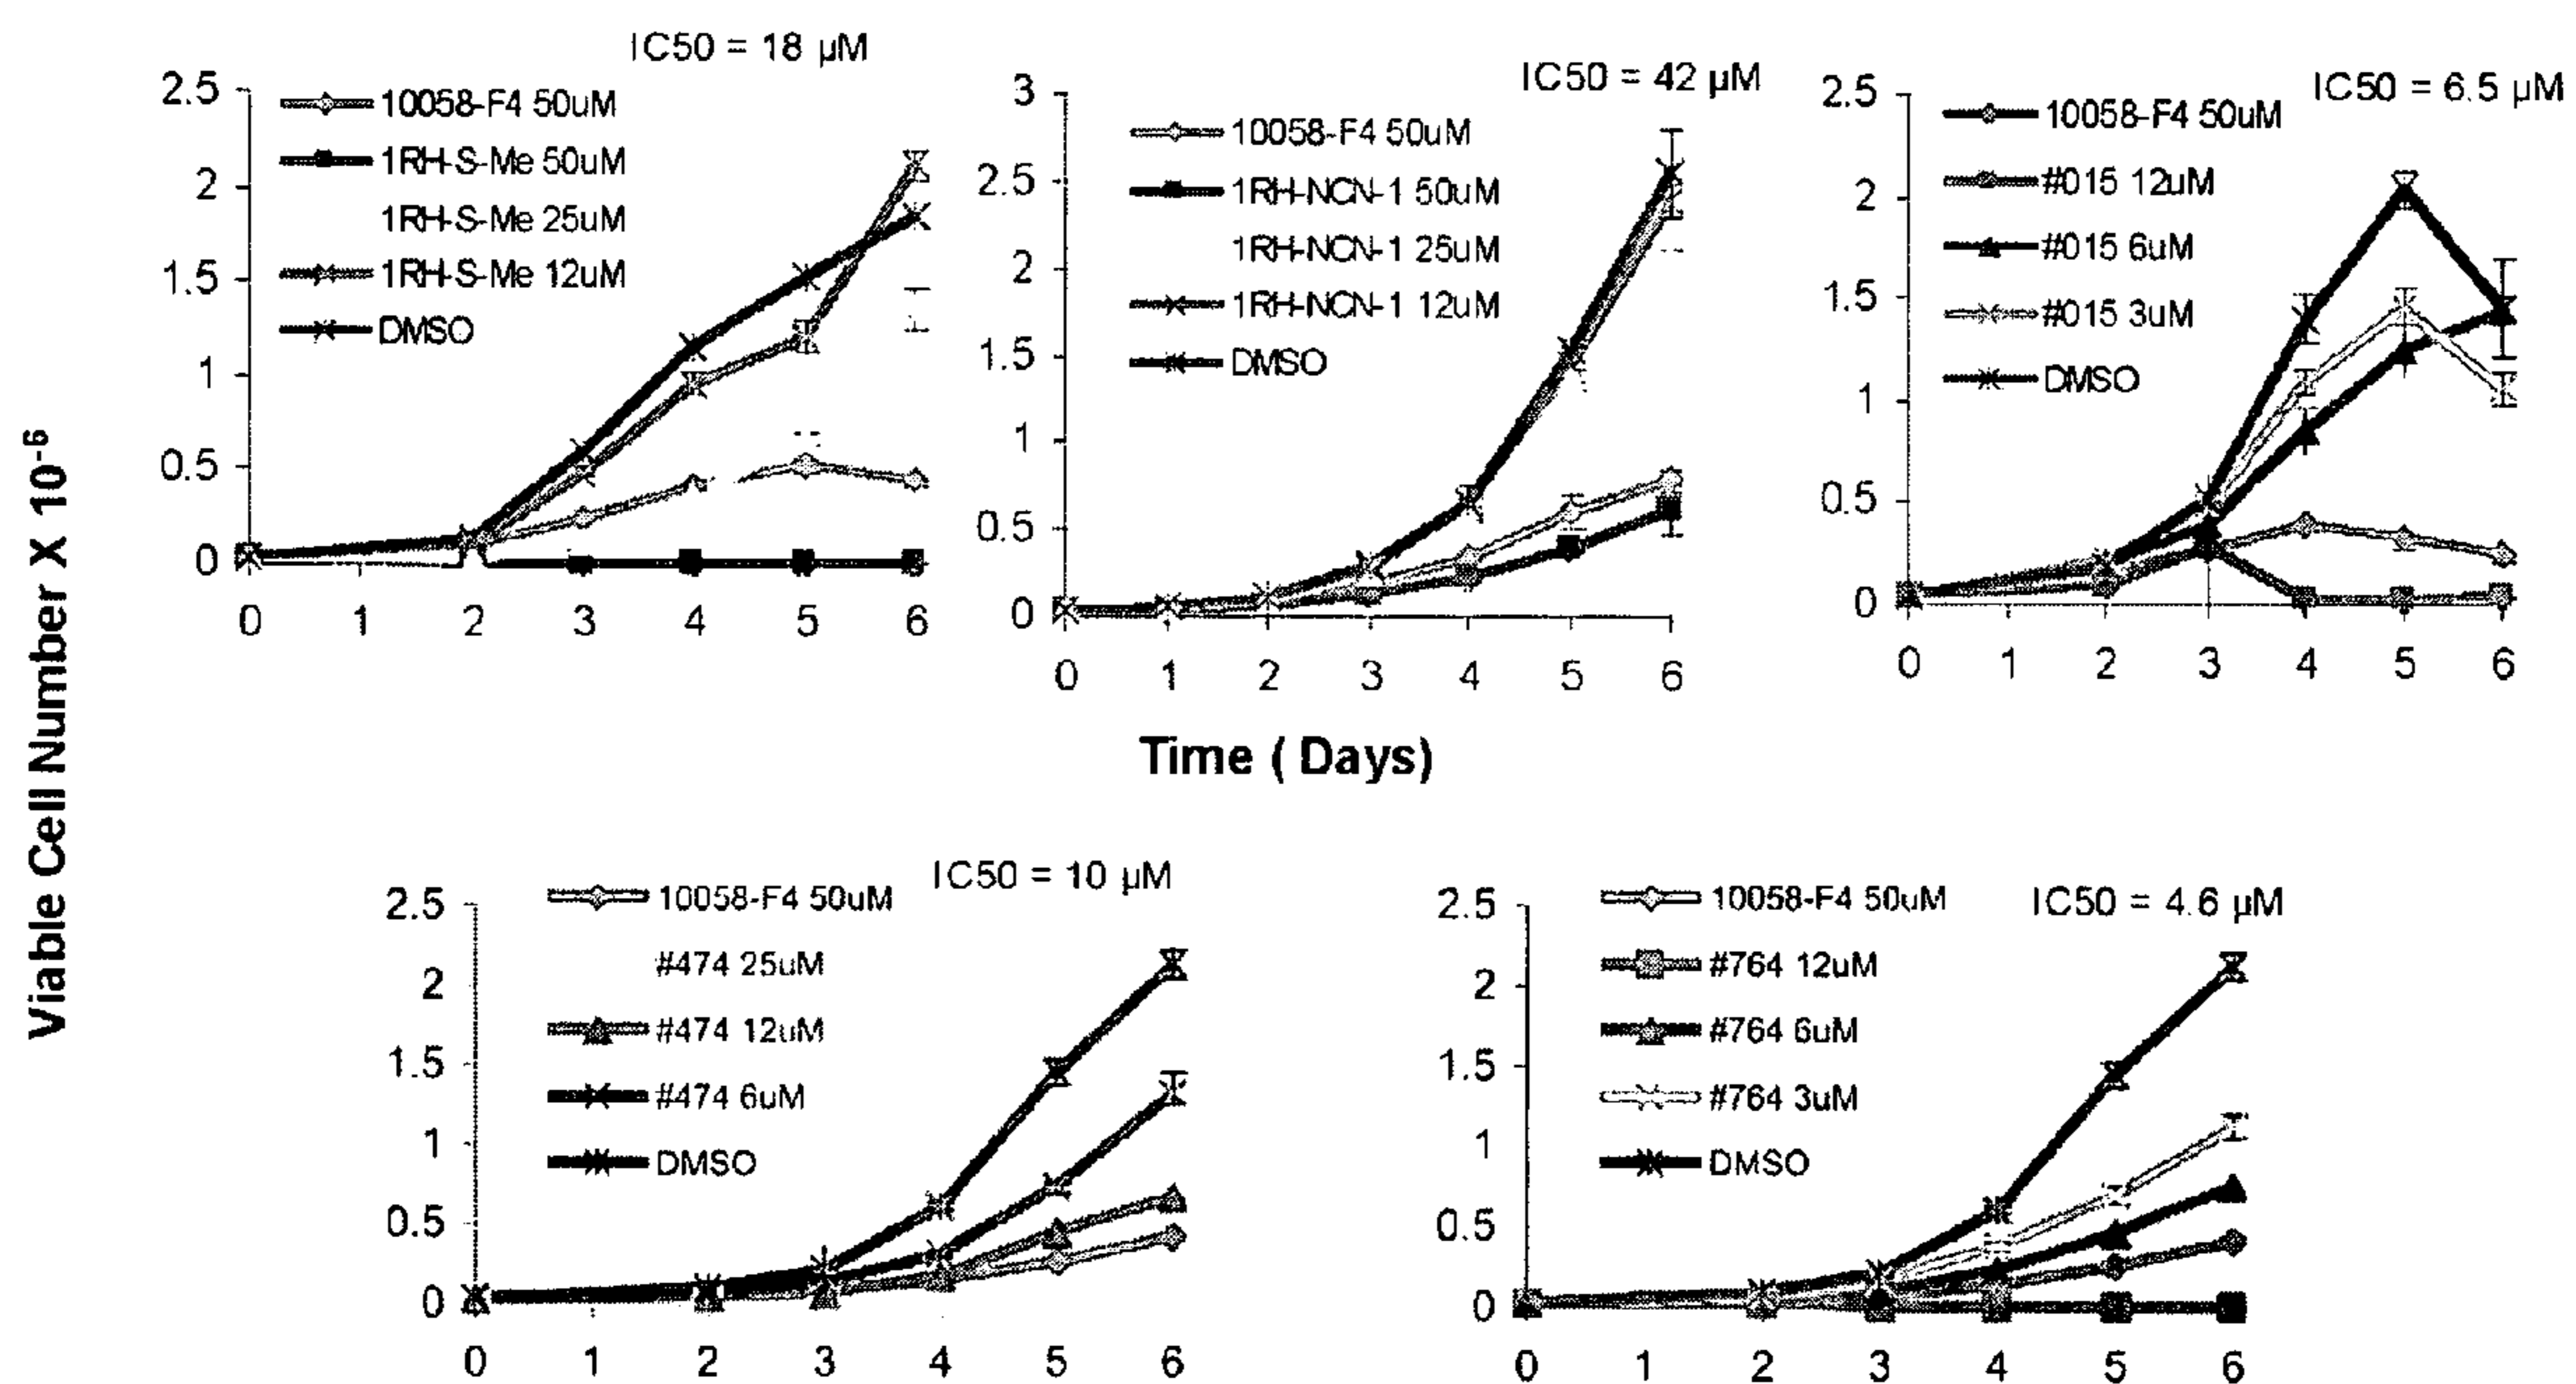 Viable Cell Number X 10⁻⁶
IC50 = 18 µM
2.5
2
1.5
1
0.5
0
10058-F4 50uM
1RH-S-Me 50uM
1RH-S-Me 25uM
1RH-S-Me 12uM
DMSO
0 1 2 3 4 5 6
IC50 = 42 µM
3
2.5
2
1.5
1
0.5
0
10058-F4 50uM
1RH-NCN-1 50uM
1RH-NCN-1 25uM
1RH-NCN-1 12uM
DMSO
0 1 2 3 4 5 6
IC50 = 6.5 µM
2.5
2
1.5
1
0.5
0
10058-F4 50uM
#015 12uM
#015 6uM
#015 3uM
DMSO
0 1 2 3 4 5 6
Time ( Days)
IC50 = 10 µM
2.5
2
1.5
1
0.5
0
10058-F4 50uM
#474 25uM
#474 12uM
#474 6uM
DMSO
0 1 2 3 4 5 6
IC50 = 4.6 µM
2.5
2
1.5
1
0.5
0
10058-F4 50uM
#764 12uM
#764 6uM
#764 3uM
DMSO
0 1 2 3 4 5 6